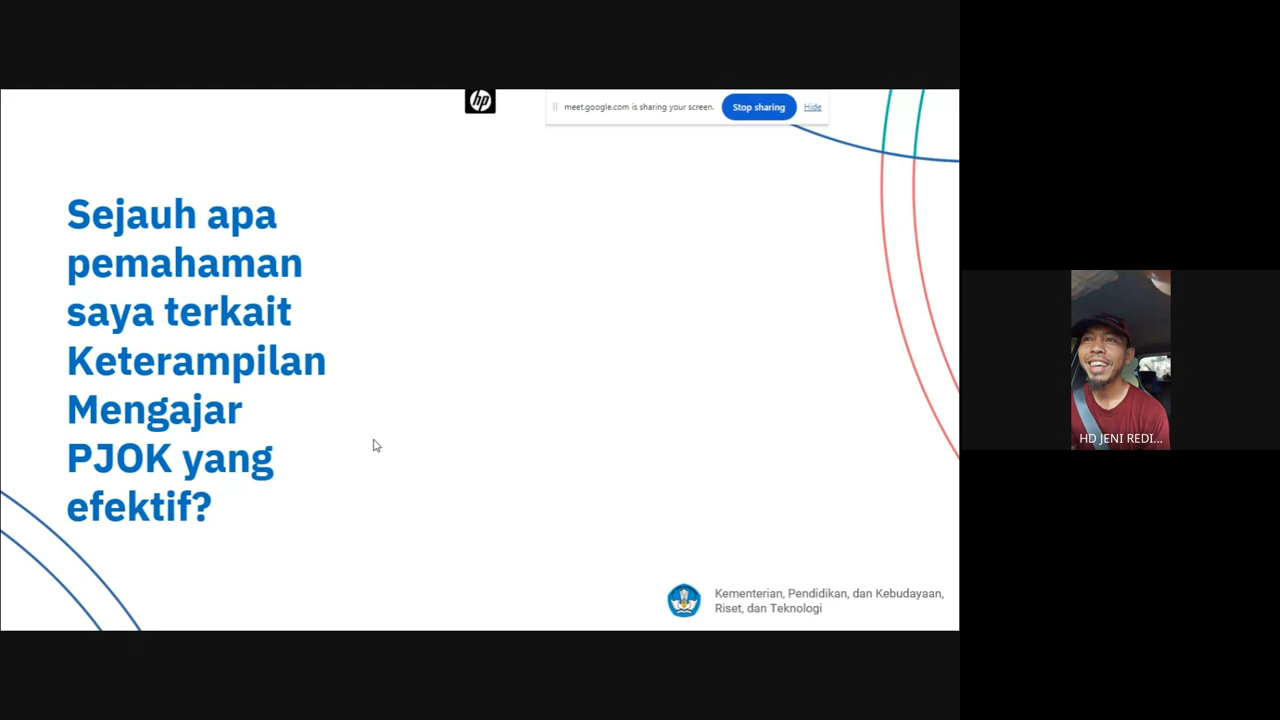 hp
meet.google.com is sharing your screen. Stop sharing Hide
Sejauh apa
pemahaman
saya terkait
Keterampilan
Mengajar
PJOK yang
efektif?
HD JENI REDI...
Kementerian, Pendidikan, dan Kebudayaan,
Riset, dan Teknologi